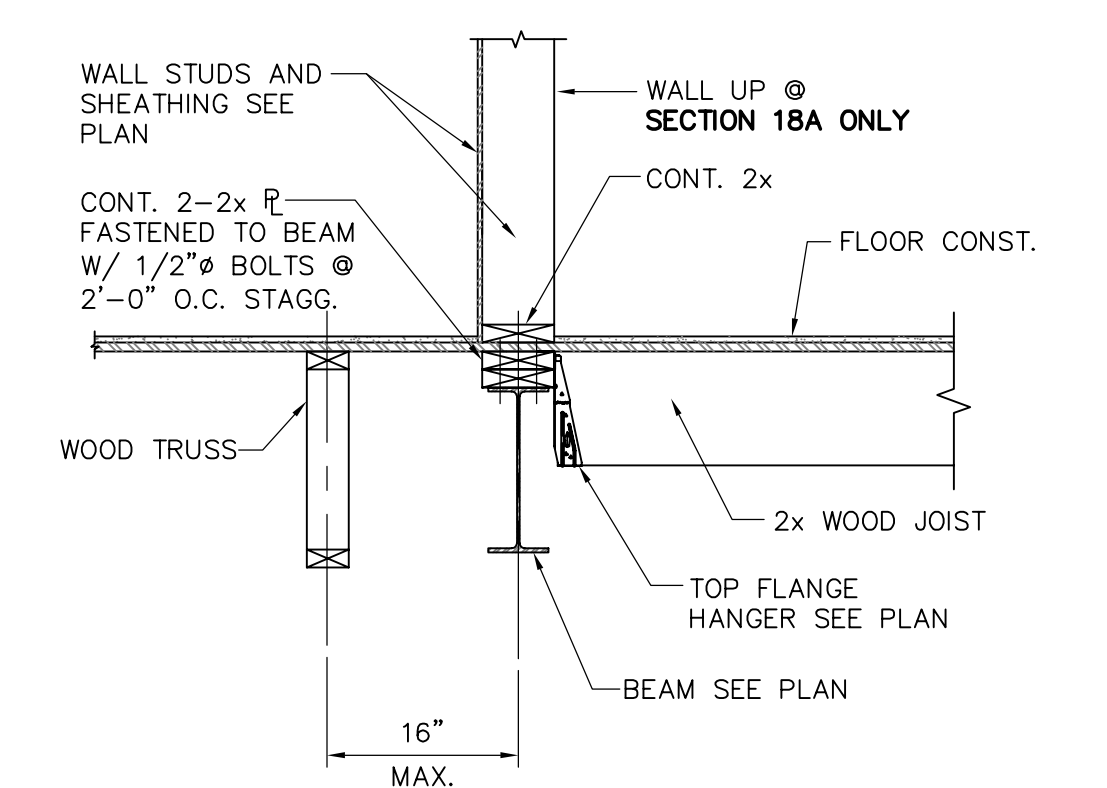 WALL STUDS AND
SHEATHING SEE
PLAN
WALL UP @
SECTION 18A ONLY
CONT. 2x
CONT. 2-2x ⅊
FASTENED TO BEAM
W/ 1/2"ø BOLTS @
2'-0" O.C. STAGG.
FLOOR CONST.
WOOD TRUSS
2x WOOD JOIST
TOP FLANGE
HANGER SEE PLAN
BEAM SEE PLAN
16"
MAX.